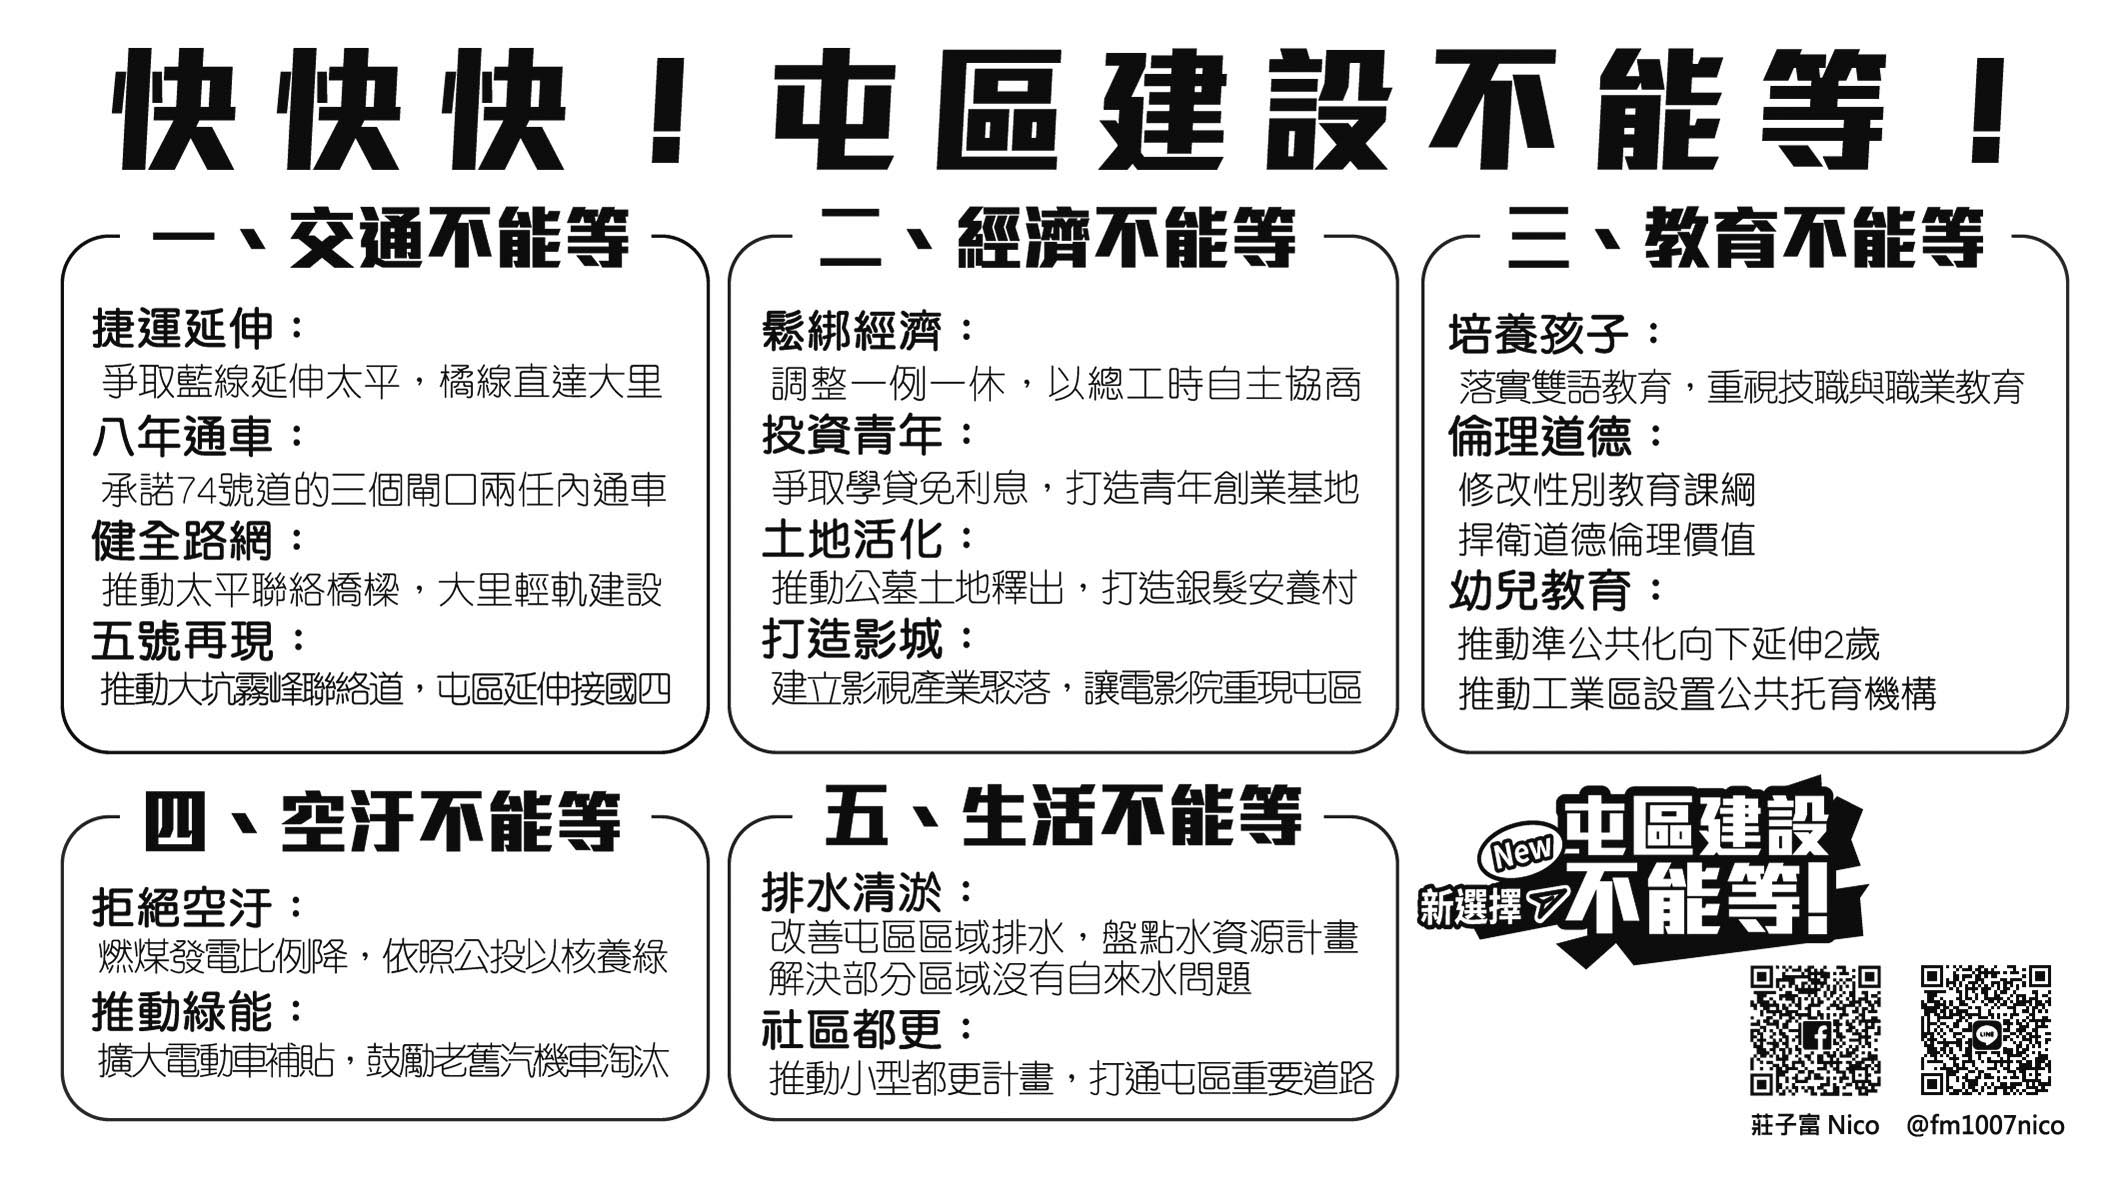 快快快！屯區建設不能等！
一、交通不能等
捷運延伸：
爭取藍線延伸太平，橘線直達大里
八年通車：
承諾74號道的三個閘口兩任內通車
健全路網：
推動太平聯絡橋樑，大里輕軌建設
五號再現：
推動大坑霧峰聯絡道，屯區延伸接國四
二、經濟不能等
鬆綁經濟：
調整一例一休，以總工時自主協商
投資青年：
爭取學貸免利息，打造青年創業基地
土地活化：
推動公墓土地釋出，打造銀髮安養村
打造影城：
建立影視產業聚落，讓電影院重現屯區
三、教育不能等
培養孩子：
落實雙語教育，重視技職與職業教育
倫理道德：
修改性別教育課綱
捍衛道德倫理價值
幼兒教育：
推動準公共化向下延伸2歲
推動工業區設置公共托育機構
四、空汙不能等
拒絕空汙：
燃煤發電比例降，依照公投以核養綠
推動綠能：
擴大電動車補貼，鼓勵老舊汽機車淘汰
五、生活不能等
排水清淤：
改善屯區區域排水，盤點水資源計畫
解決部分區域沒有自來水問題
社區都更：
推動小型都更計畫，打通屯區重要道路
屯區建設
New
不能等!
新選擇
LINE
莊子富 Nico
@fm1007nico